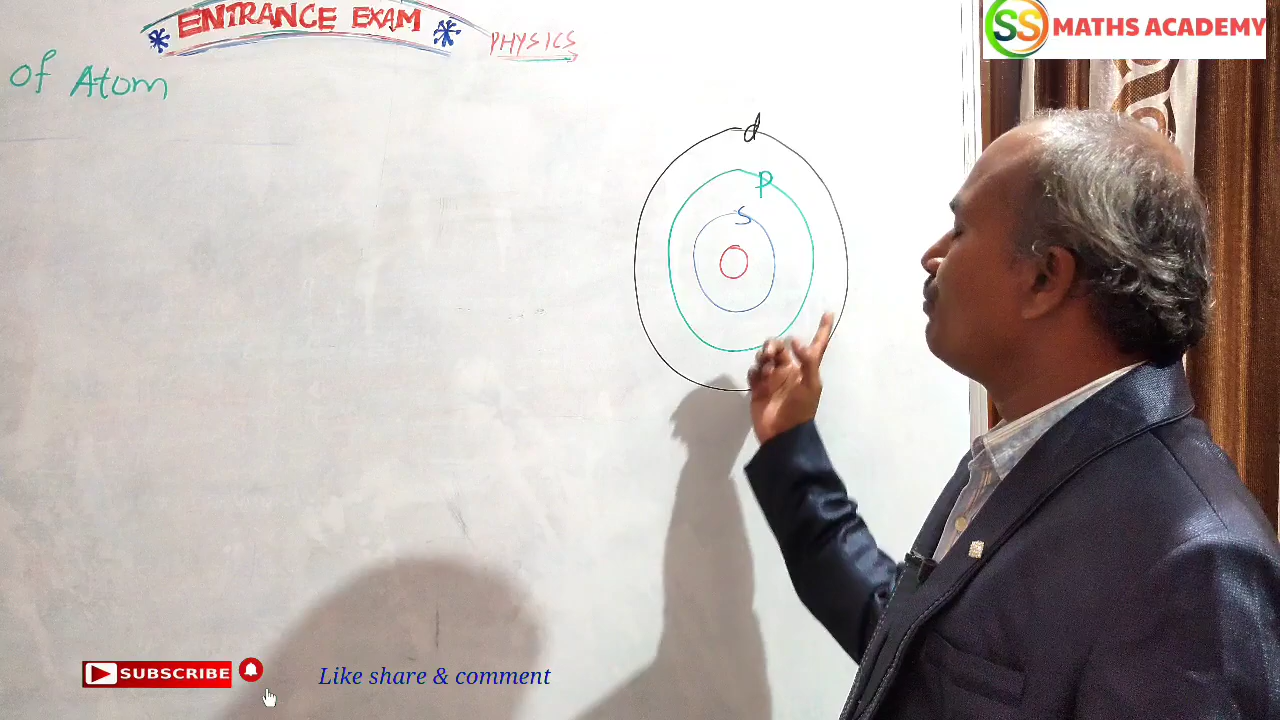 ENTRANCE EXAM
PHYSICS
SS MATHS ACADEMY
of Atom
d
p
s
SUBSCRIBE
Like share & comment